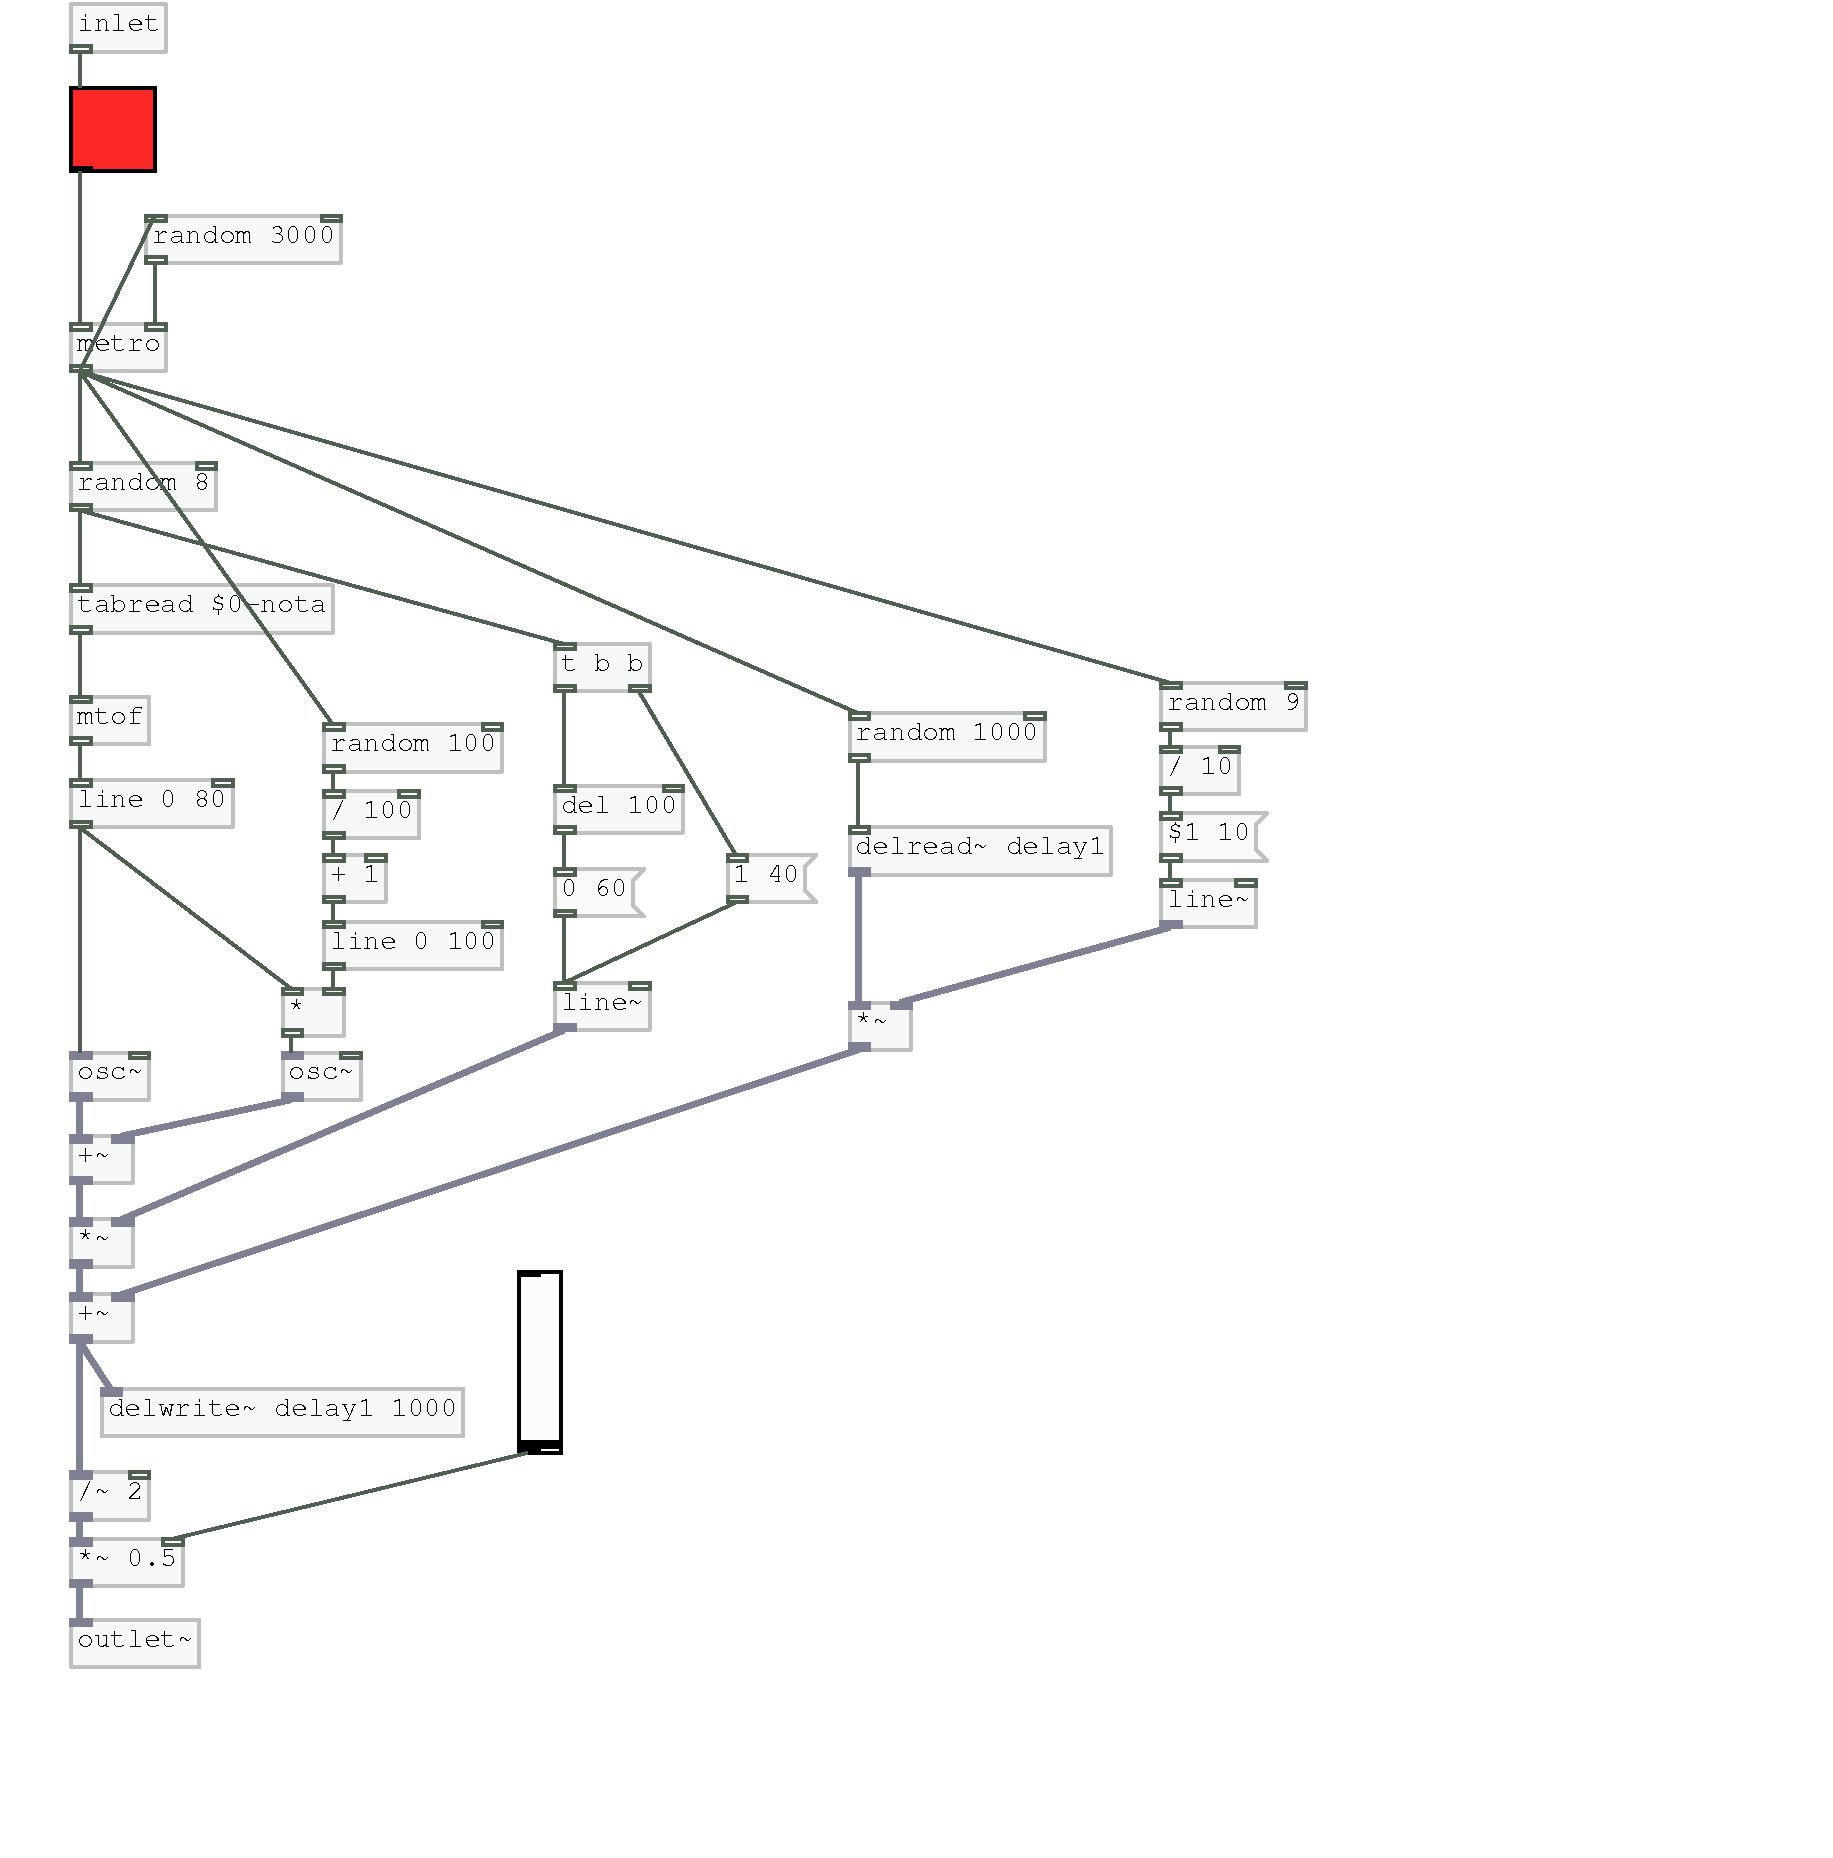 inlet
random 3000
metro
random 8
tabread $0-nota
t b b
random 9
mtof
random 1000
random 100
/ 10
line 0 80
del 100
/ 100
$1 10
delread~ delay1
+ 1
1 40
0 60
line~
line 0 100
line~
*
*~
osc~
osc~
+~
*~
+~
delwrite~ delay1 1000
/~ 2
*~ 0.5
outlet~